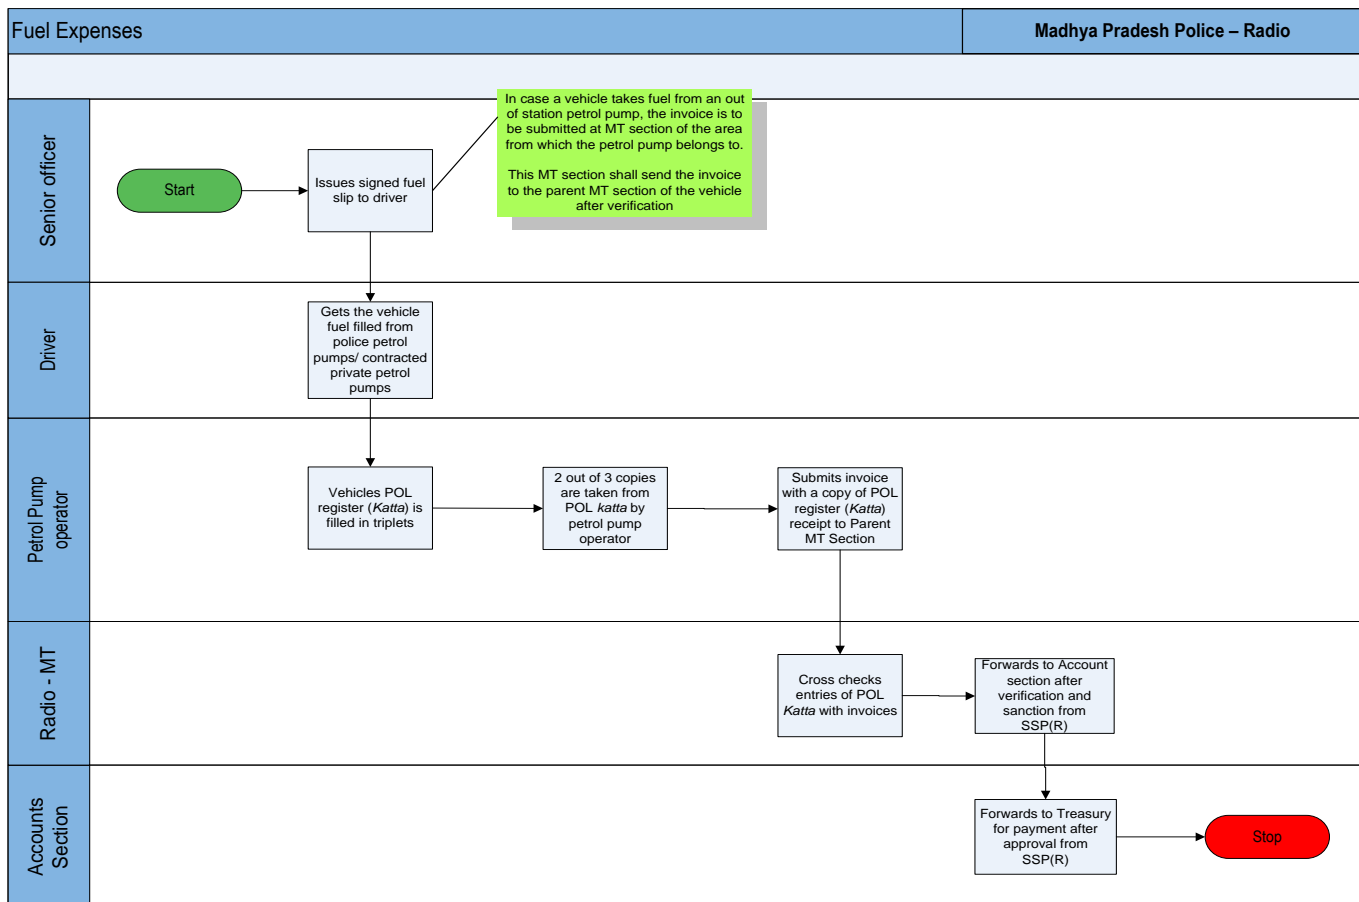 Fuel Expenses
Madhya Pradesh Police – Radio
Senior officer
Start
Issues signed fuel
slip to driver
In case a vehicle takes fuel from an out
of station petrol pump, the invoice is to
be submitted at MT section of the area
from which the petrol pump belongs to.
This MT section shall send the invoice
to the parent MT section of the vehicle
after verification
Driver
Gets the vehicle
fuel filled from
police petrol
pumps/ contracted
private petrol
pumps
Petrol Pump
operator
Vehicles POL
register (Katta) is
filled in triplets
2 out of 3 copies
are taken from
POL katta by
petrol pump
operator
Submits invoice
with a copy of POL
register (Katta)
receipt to Parent
MT Section
Radio - MT
Cross checks
entries of POL
Katta with invoices
Forwards to Account
section after
verification and
sanction from
SSP(R)
Accounts
Section
Forwards to Treasury
for payment after
approval from
SSP(R)
Stop